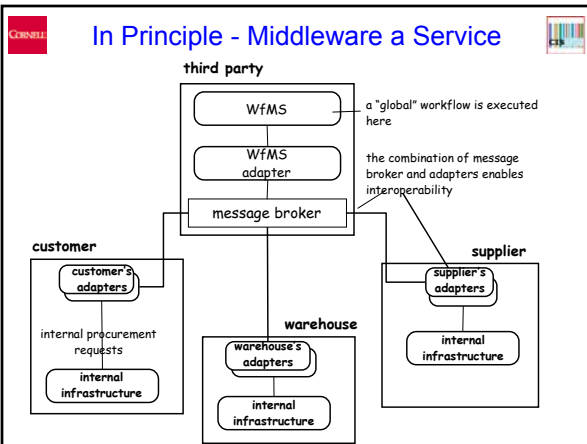 CORNELL
In Principle - Middleware a Service
third party
WfMS
a "global" workflow is executed
here
WfMS
adapter
the combination of message
broker and adapters enables
interoperability
message broker
customer
customer's
adapters
internal procurement
requests
internal
infrastructure
warehouse
warehouse's
adapters
internal
infrastructure
supplier
supplier's
adapters
internal
infrastructure